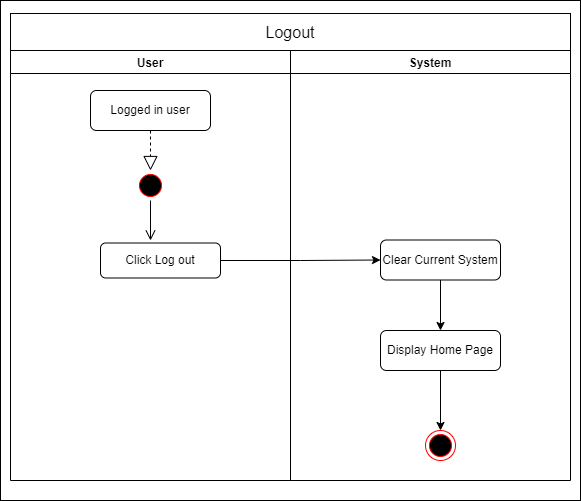 Logout
User
System
Logged in user
Click Log out
Clear Current System
Display Home Page